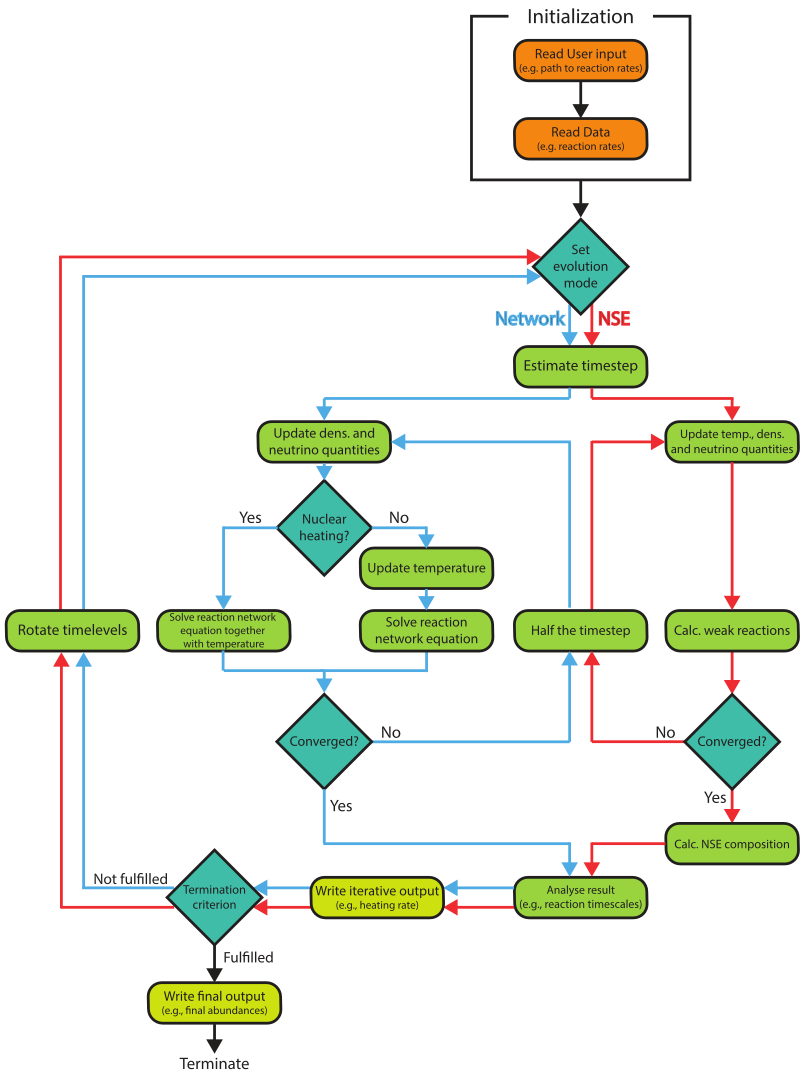 Initialization
Read User input
(e.g. path to reaction rates)
Read Data
(e.g. reaction rates)
Set
evolution
mode
Network
NSE
Estimate timestep
Update dens. and
neutrino quantities
Update temp., dens.
and neutrino quantities
Nuclear
heating?
Yes
No
Update temperature
Rotate timelevels
Solve reaction network
equation together
with temperature
Solve reaction
network equation
Half the timestep
Calc. weak reactions
Converged?
No
Yes
No
Converged?
Yes
Calc. NSE composition
Not fulfilled
Termination
criterion
Write iterative output
(e.g., heating rate)
Analyse result
(e.g., reaction timescales)
Fulfilled
Write final output
(e.g., final abundances)
Terminate